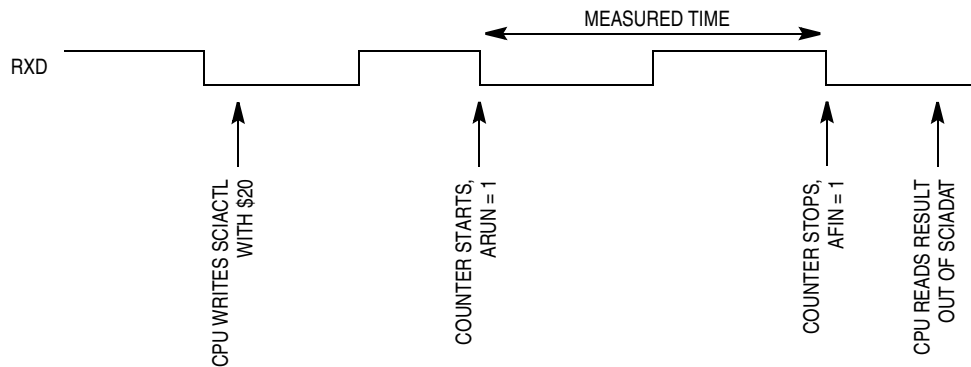 MEASURED TIME
RXD
CPU WRITES SCIACTL
WITH $20
COUNTER STARTS,
ARUN = 1
COUNTER STOPS,
AFIN = 1
CPU READS RESULT
OUT OF SCIADAT